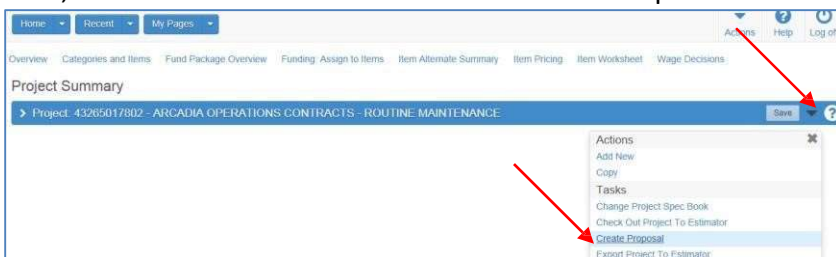 Home Recent My Pages
Actions Help Log of
Overview Categories and Items Fund Package Overview Funding: Assign to Items Item Alternate Summary Item Pricing Item Worksheet Wage Decisions
Project Summary
Project: 43265017802 - ARCADIA OPERATIONS CONTRACTS - ROUTINE MAINTENANCE
Save
Actions
Add New
Copy
Tasks
Change Project Spec Book
Check Out Project To Estimator
Create Proposal
Export Project To Estimator